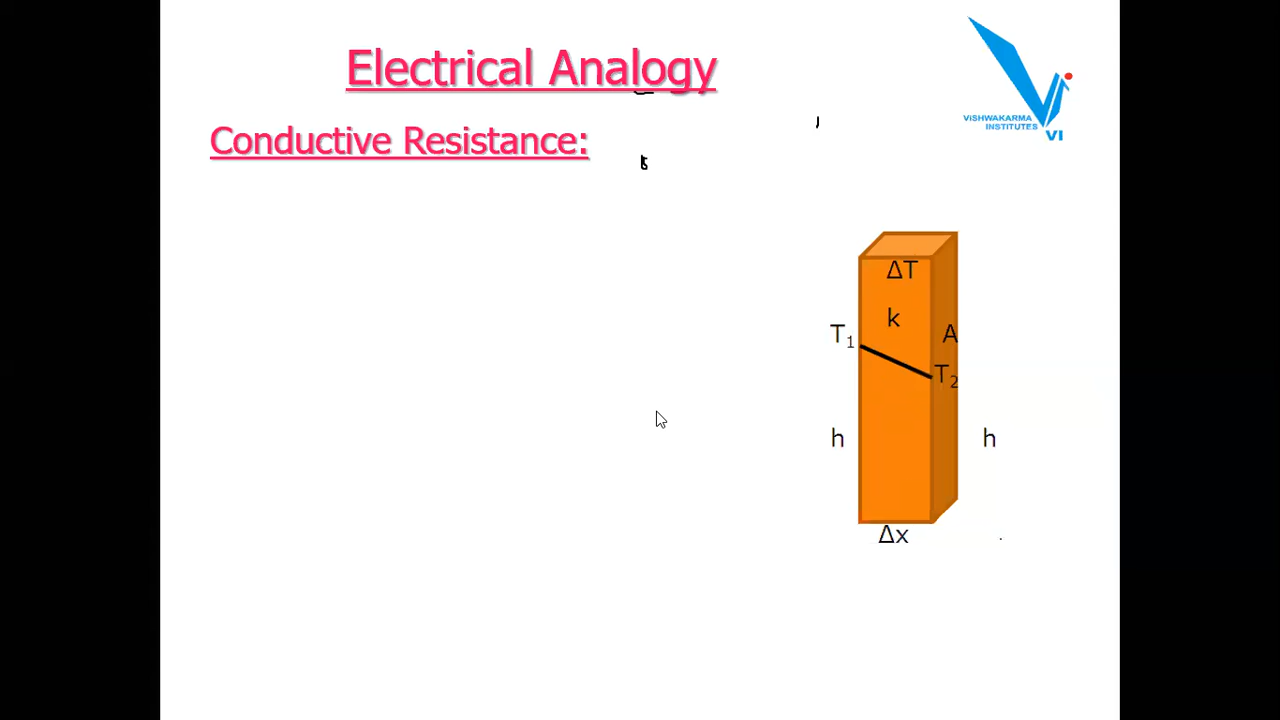 Electrical Analogy
Conductive Resistance:
ViSHWAKARMA
INSTITUTES
VI
ΔT
k
T₁
A
T₂
h
h
Δx